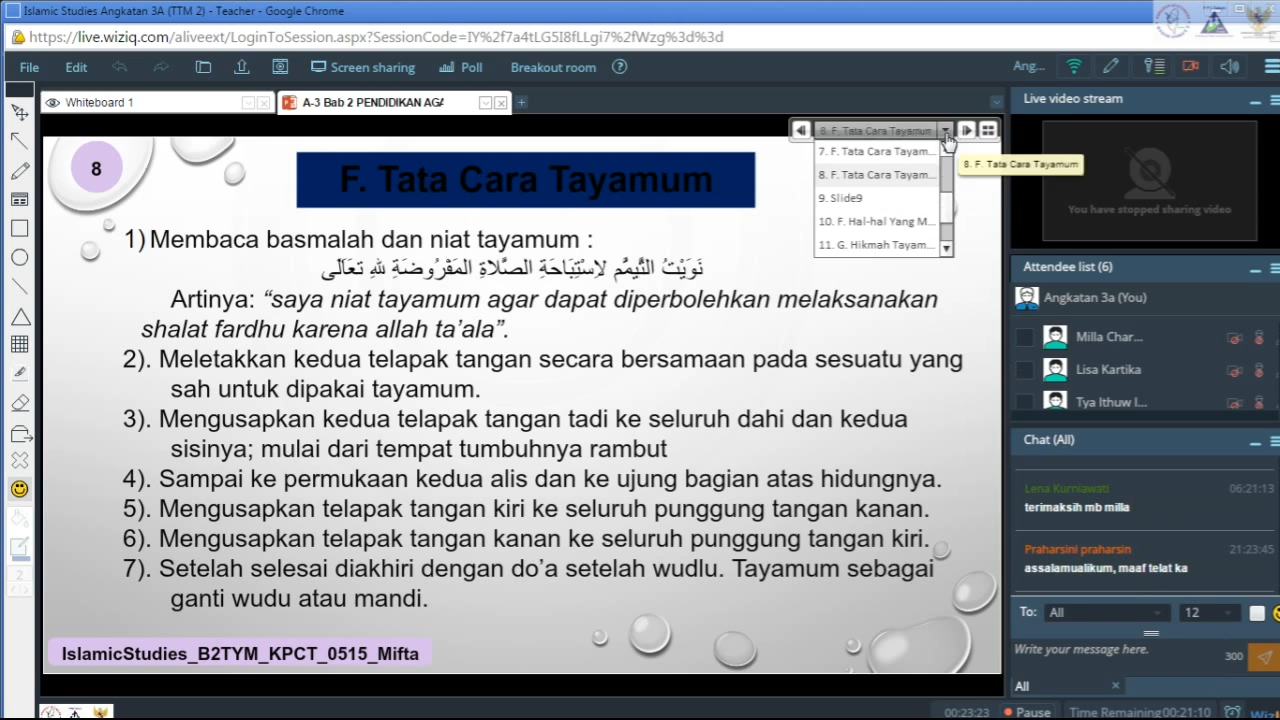 Islamic Studies Angkatan 3A (TTM 2) - Teacher - Google Chrome
https://live.wiziq.com/aliveext/LoginToSession.aspx?SessionCode=IY%2f7a4tLG5I8fLLgi7%2fWzg%3d%3d
File Edit Screen sharing Poll Breakout room Ang...
Whiteboard 1
A-3 Bab 2 PENDIDIKAN AGA
Live video stream
8. F. Tata Cara Tayamum
7. F. Tata Cara Tayam...
8. F. Tata Cara Tayam...
9. Slide9
10. F. Hal-hal Yang M...
11. G. Hikmah Tayam...
8. F. Tata Cara Tayamum
You have stopped sharing video
8
F. Tata Cara Tayamum
1) Membaca basmalah dan niat tayamum :
نَوَيْتُ التَّيَمُّم لاِسْتِبَاحَةِ الصَّلاَةِ المَفْرُوضَةِ للهِ تعَالَى
Artinya: “saya niat tayamum agar dapat diperbolehkan melaksanakan
shalat fardhu karena allah ta’ala”.
2). Meletakkan kedua telapak tangan secara bersamaan pada sesuatu yang
sah untuk dipakai tayamum.
3). Mengusapkan kedua telapak tangan tadi ke seluruh dahi dan kedua
sisinya; mulai dari tempat tumbuhnya rambut
4). Sampai ke permukaan kedua alis dan ke ujung bagian atas hidungnya.
5). Mengusapkan telapak tangan kiri ke seluruh punggung tangan kanan.
6). Mengusapkan telapak tangan kanan ke seluruh punggung tangan kiri.
7). Setelah selesai diakhiri dengan do’a setelah wudlu. Tayamum sebagai
ganti wudu atau mandi.
IslamicStudies_B2TYM_KPCT_0515_Mifta
Attendee list (6)
Angkatan 3a (You)
Milla Char...
Lisa Kartika
Tya Ithuw I...
Chat (All)
Lena Kurniawati 06:21:13
terimaksih mb milla
Praharsini praharsin 21:23:45
assalamualikum, maaf telat ka
To: All 12
Write your message here. 300
All
2
00:23:23 Pause Time Remaining 00:21:10